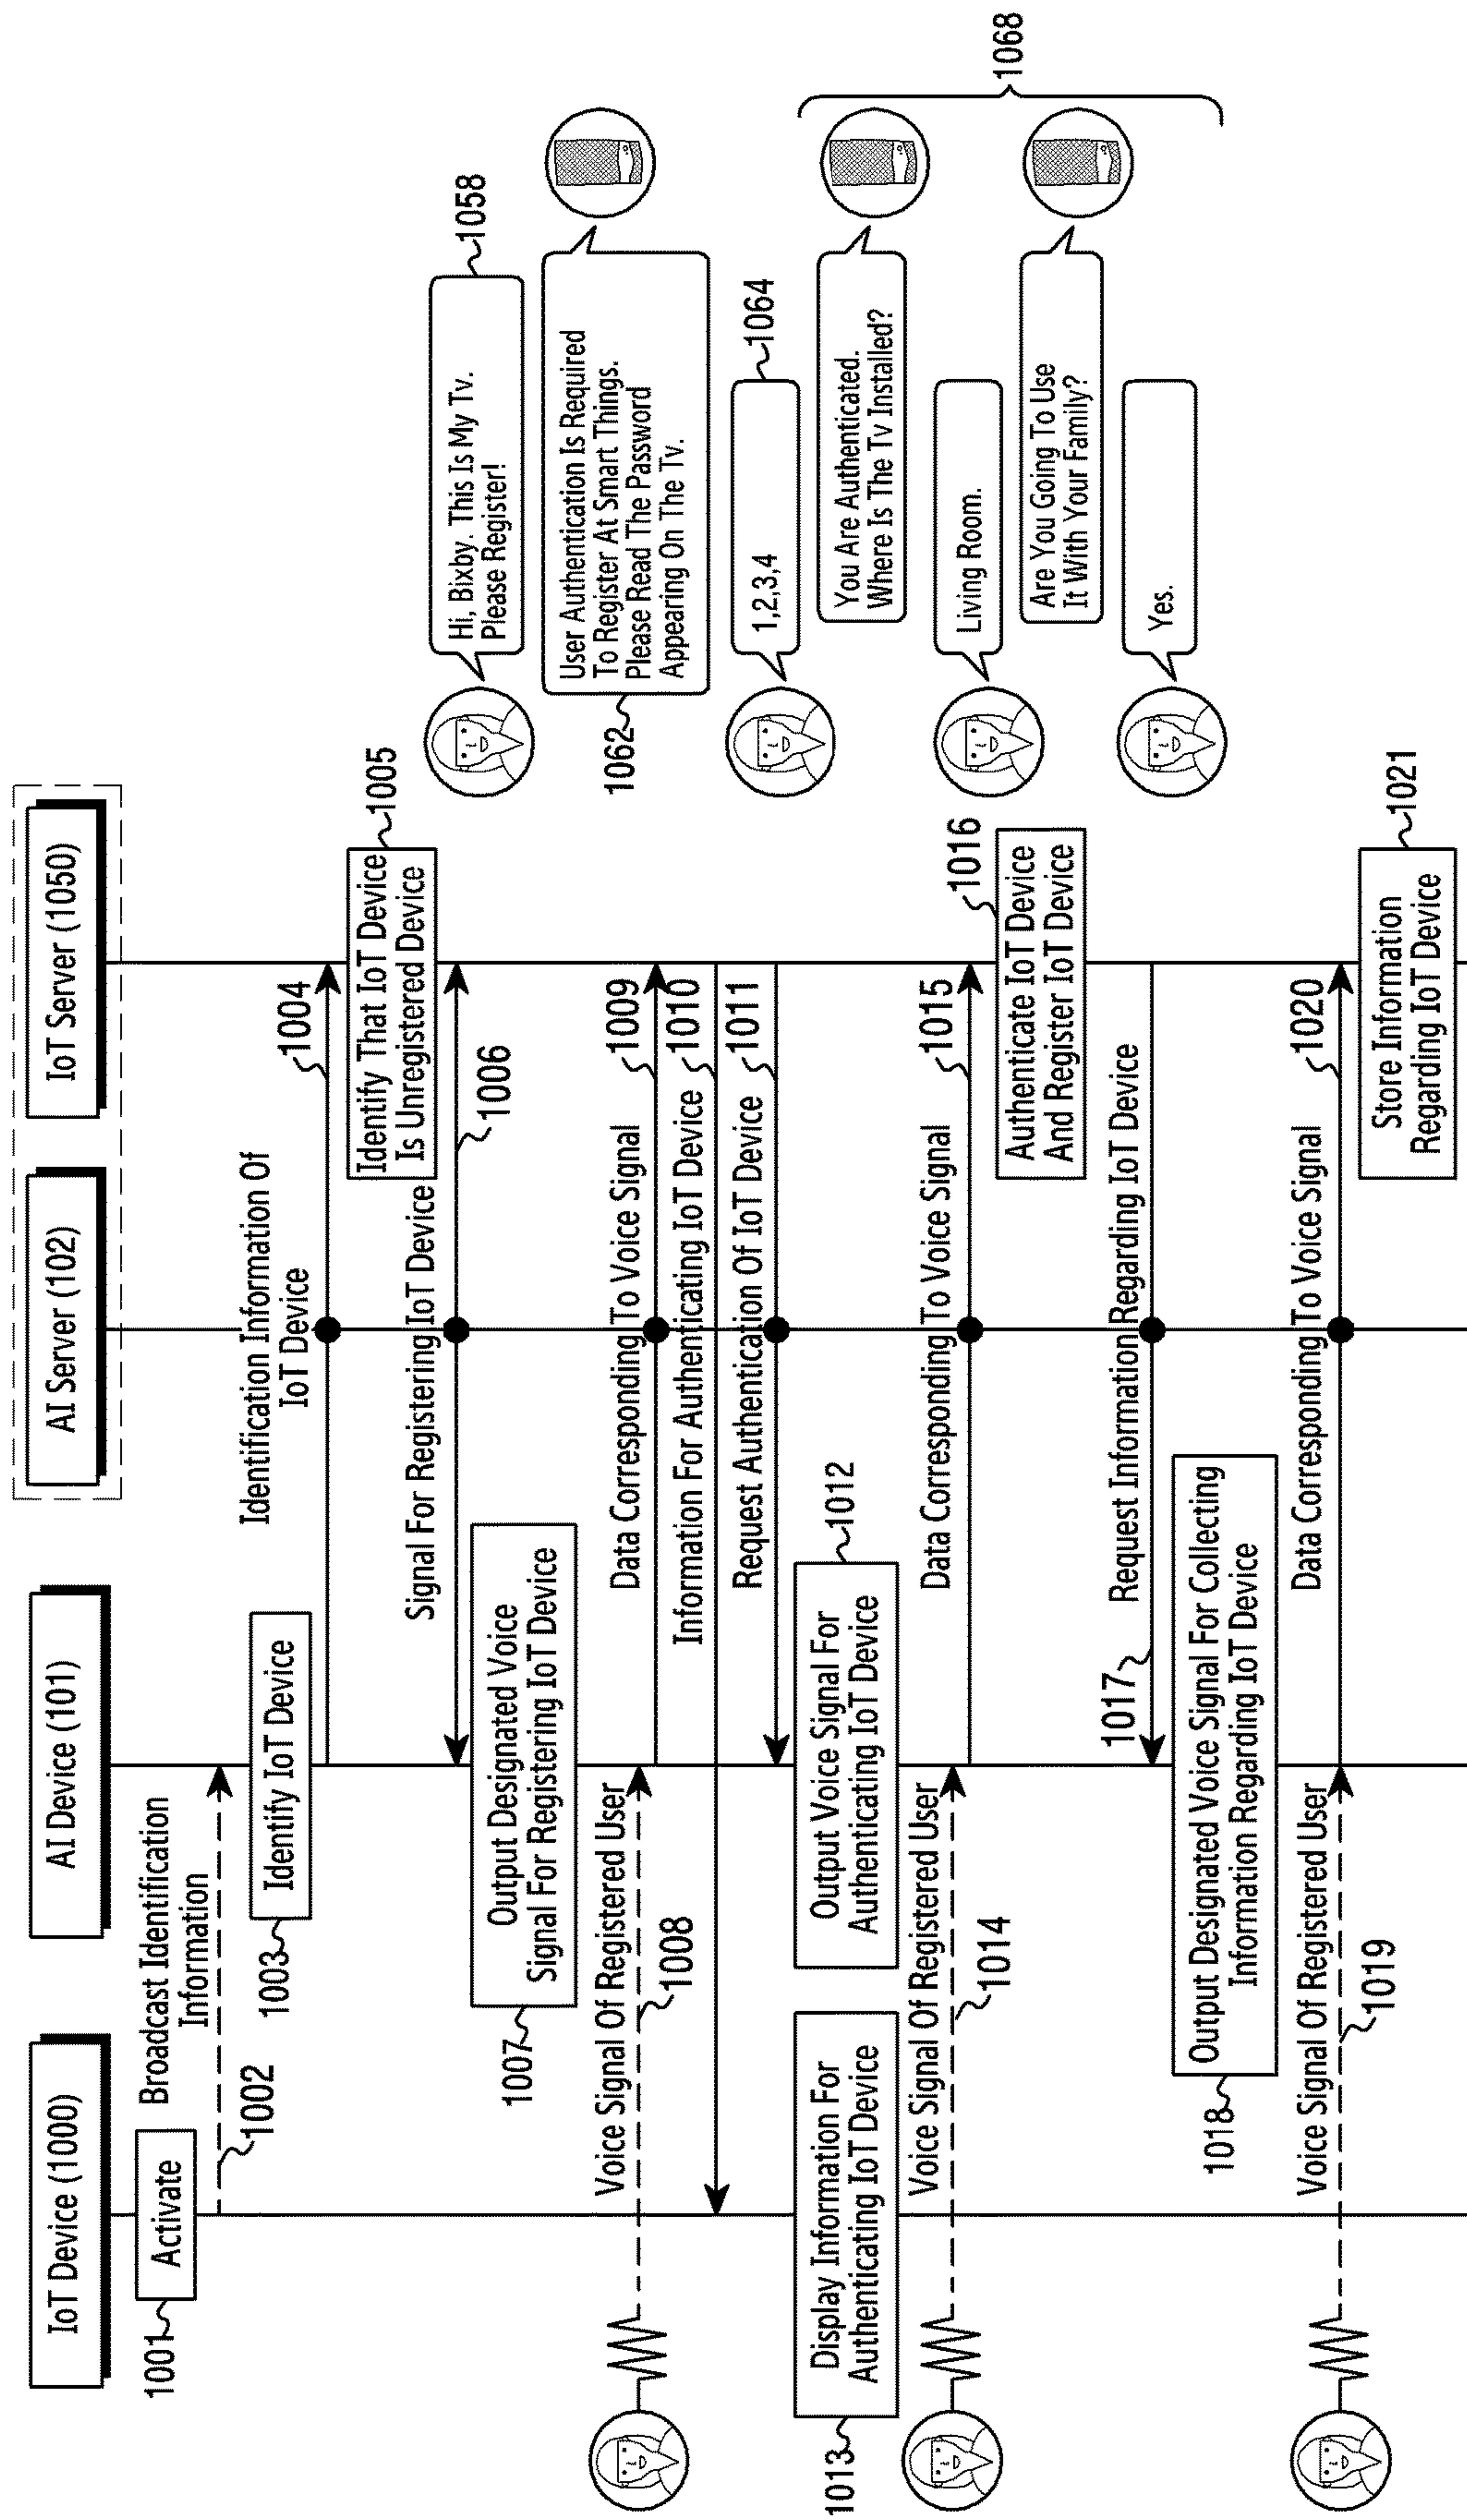 IoT Device (1000)
AI Device (101)
AI Server (102)
IoT Server (1050)
1001
Activate
Broadcast Identification
Information
1002
1003
Identify IoT Device
Identification Information Of
IoT Device
1004
Identify That IoT Device
Is Unregistered Device
1005
Signal For Registering IoT Device
1006
1007
Output Designated Voice
Signal For Registering IoT Device
Voice Signal Of Registered User
1008
Data Corresponding To Voice Signal
1009
Information For Authenticating IoT Device
1010
Request Authentication Of IoT Device
1011
Output Voice Signal For
Authenticating IoT Device
1012
1013
Display Information For
Authenticating IoT Device
Voice Signal Of Registered User
1014
Data Corresponding To Voice Signal
1015
1016
Authenticate IoT Device
And Register IoT Device
1017
Request Information Regarding IoT Device
1018
Output Designated Voice Signal For Collecting
Information Regarding IoT Device
Voice Signal Of Registered User
1019
Data Corresponding To Voice Signal
1020
Store Information
Regarding IoT Device
1021
Hi, Bixby. This Is My Tv.
Please Register!
1058
1062
User Authentication Is Required
To Register At Smart Things.
Please Read The Password
Appearing On The Tv.
1,2,3,4
1064
You Are Authenticated.
Where Is The Tv Installed?
Living Room.
Are You Going To Use
It With Your Family?
Yes.
1068